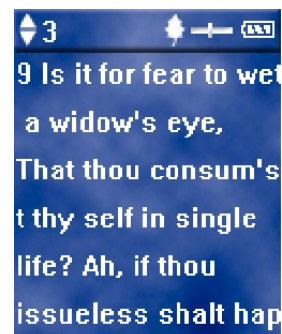 3
9 Is it for fear to wet
a widow's eye,
That thou consum's
t thy self in single
life? Ah, if thou
issueless shalt hap